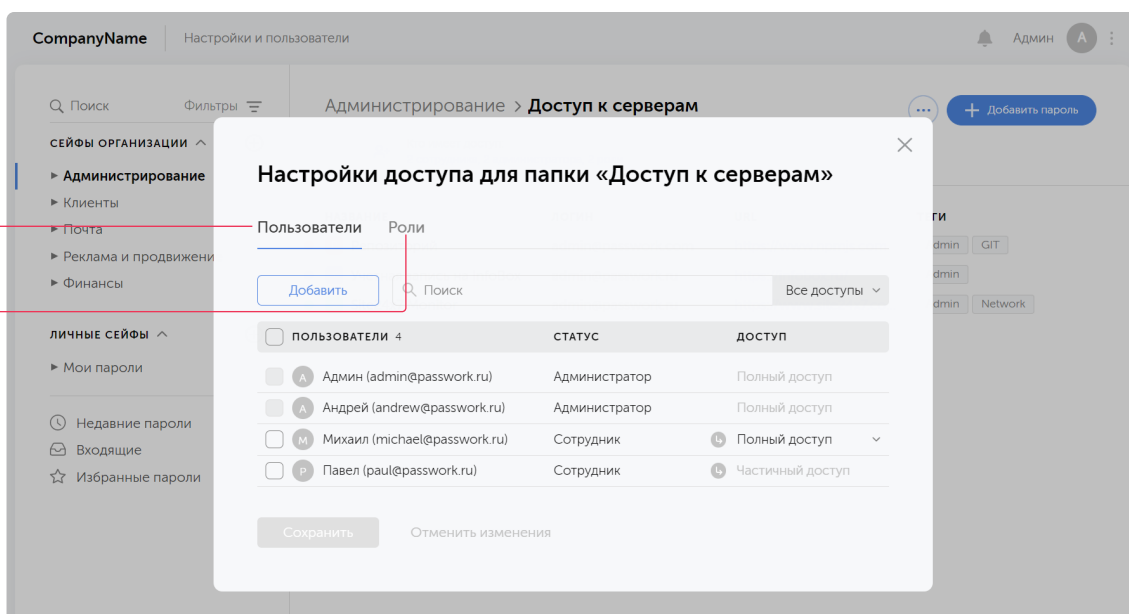 CompanyName Настройки и пользователи Админ A
Поиск Фильтры Администрирование > Доступ к серверам ... + Добавить пароль
СЕЙФЫ ОРГАНИЗАЦИИ
Администрирование
Клиенты
Почта
Реклама и продвижени
Финансы
ЛИЧНЫЕ СЕЙФЫ
Мои пароли
Недавние пароли
Входящие
Избранные пароли
Настройки доступа для папки «Доступ к серверам»
Пользователи Роли
Добавить Поиск Все доступы
ПОЛЬЗОВАТЕЛИ 4 СТАТУС ДОСТУП
A Админ (admin@passwork.ru) Администратор Полный доступ
A Андрей (andrew@passwork.ru) Администратор Полный доступ
M Михаил (michael@passwork.ru) Сотрудник Полный доступ
P Павел (paul@passwork.ru) Сотрудник Частичный доступ
Сохранить Отменить изменения
ГИ
dmin GIT
dmin
dmin Network